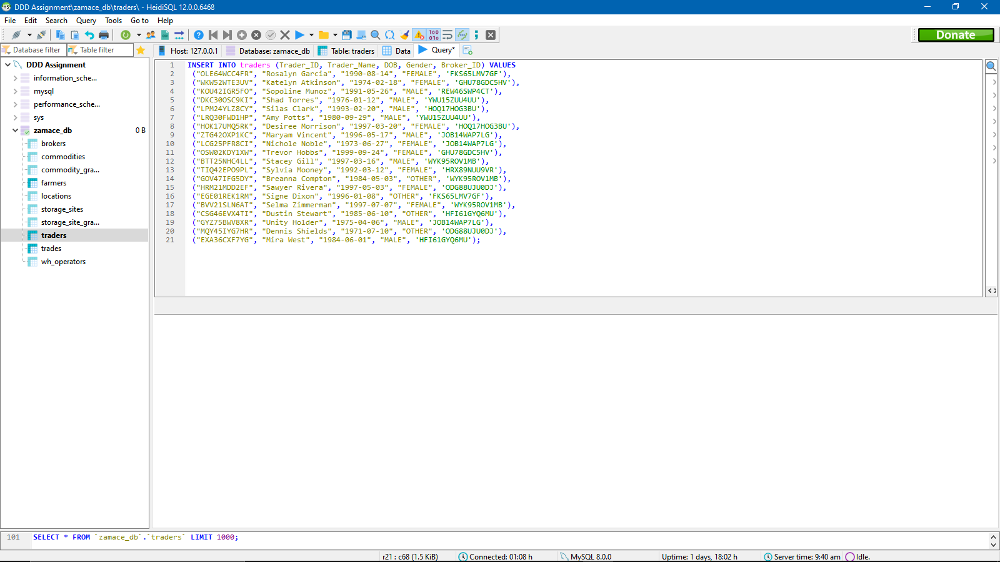 DDD Assignment\zamace_db\traders\ - HeidiSQL 12.0.0.6468
File Edit Search Query Tools Go to Help
Donate
Database filter Table filter
Host: 127.0.0.1 Database: zamace_db Table: traders Data Query*
DDD Assignment
information_sche...
mysql
performance_sche...
sys
zamace_db 0 B
brokers
commodities
commodity_gra...
farmers
locations
storage_sites
storage_site_gra...
traders
trades
wh_operators
1 INSERT INTO traders (Trader_ID, Trader_Name, DOB, Gender, Broker_ID) VALUES
2 ("OLE64WCC4FR", "Rosalyn Garcia", "1990-08-14", "FEMALE", 'FKS65LMV7GF'),
3 ("WKW52WTE3UV", "Katelyn Atkinson", "1974-02-18", "FEMALE", 'GHU78GDC5HV'),
4 ("KOU42IGR5FO", "Sopoline Munoz", "1991-05-26", "MALE", 'REW46SWP4CT'),
5 ("DKC30OSC9KI", "Shad Torres", "1976-01-12", "MALE", 'YWU15ZUU4UU'),
6 ("LPM24YLZ8CY", "Silas Clark", "1993-02-20", "MALE", 'HOQ17HOG3BU'),
7 ("LRQ30FWD1HP", "Amy Potts", "1980-09-29", "MALE", 'YWU15ZUU4UU'),
8 ("HOK17UMQ5RK", "Desiree Morrison", "1997-03-20", "FEMALE", 'HOQ17HOG3BU'),
9 ("ZTG42OXP1KC", "Maryam Vincent", "1996-05-17", "MALE", 'JOB14WAP7LG'),
10 ("LCG25PFR8CI", "Nichole Noble", "1973-06-27", "FEMALE", 'JOB14WAP7LG'),
11 ("OSW02KDY1XW", "Trevor Hobbs", "1999-09-24", "FEMALE", 'GHU78GDC5HV'),
12 ("BTT25NHC4LL", "Stacey Gill", "1997-03-16", "MALE", 'WYK95ROV1MB'),
13 ("TIQ42EPO9PL", "Sylvia Mooney", "1992-03-12", "FEMALE", 'HRX89NUU9VR'),
14 ("GOV47IFG5DY", "Breanna Compton", "1984-05-03", "OTHER", 'WYK95ROV1MB'),
15 ("HRM21MDD2EF", "Sawyer Rivera", "1997-05-03", "FEMALE", 'ODG88UJU0DJ'),
16 ("EGE01REK1RM", "Signe Dixon", "1996-01-08", "OTHER", 'FKS65LMV7GF'),
17 ("BVV21SLN6AT", "Selma Zimmerman", "1997-07-07", "FEMALE", 'WYK95ROV1MB'),
18 ("CSG46EVX4TI", "Dustin Stewart", "1985-06-10", "OTHER", 'HFI61GYQ6MU'),
19 ("GYZ75BWV8XR", "Unity Holder", "1975-04-06", "MALE", 'JOB14WAP7LG'),
20 ("MQY45IYG7HR", "Dennis Shields", "1971-07-10", "OTHER", 'ODG88UJU0DJ'),
21 ("EXA36CXF7YG", "Mira West", "1984-06-01", "MALE", 'HFI61GYQ6MU');
101 SELECT * FROM `zamace_db`.`traders` LIMIT 1000;
r21 : c68 (1.5 KiB) Connected: 01:08 h MySQL 8.0.0 Uptime: 1 days, 18:02 h Server time: 9:40 am Idle.